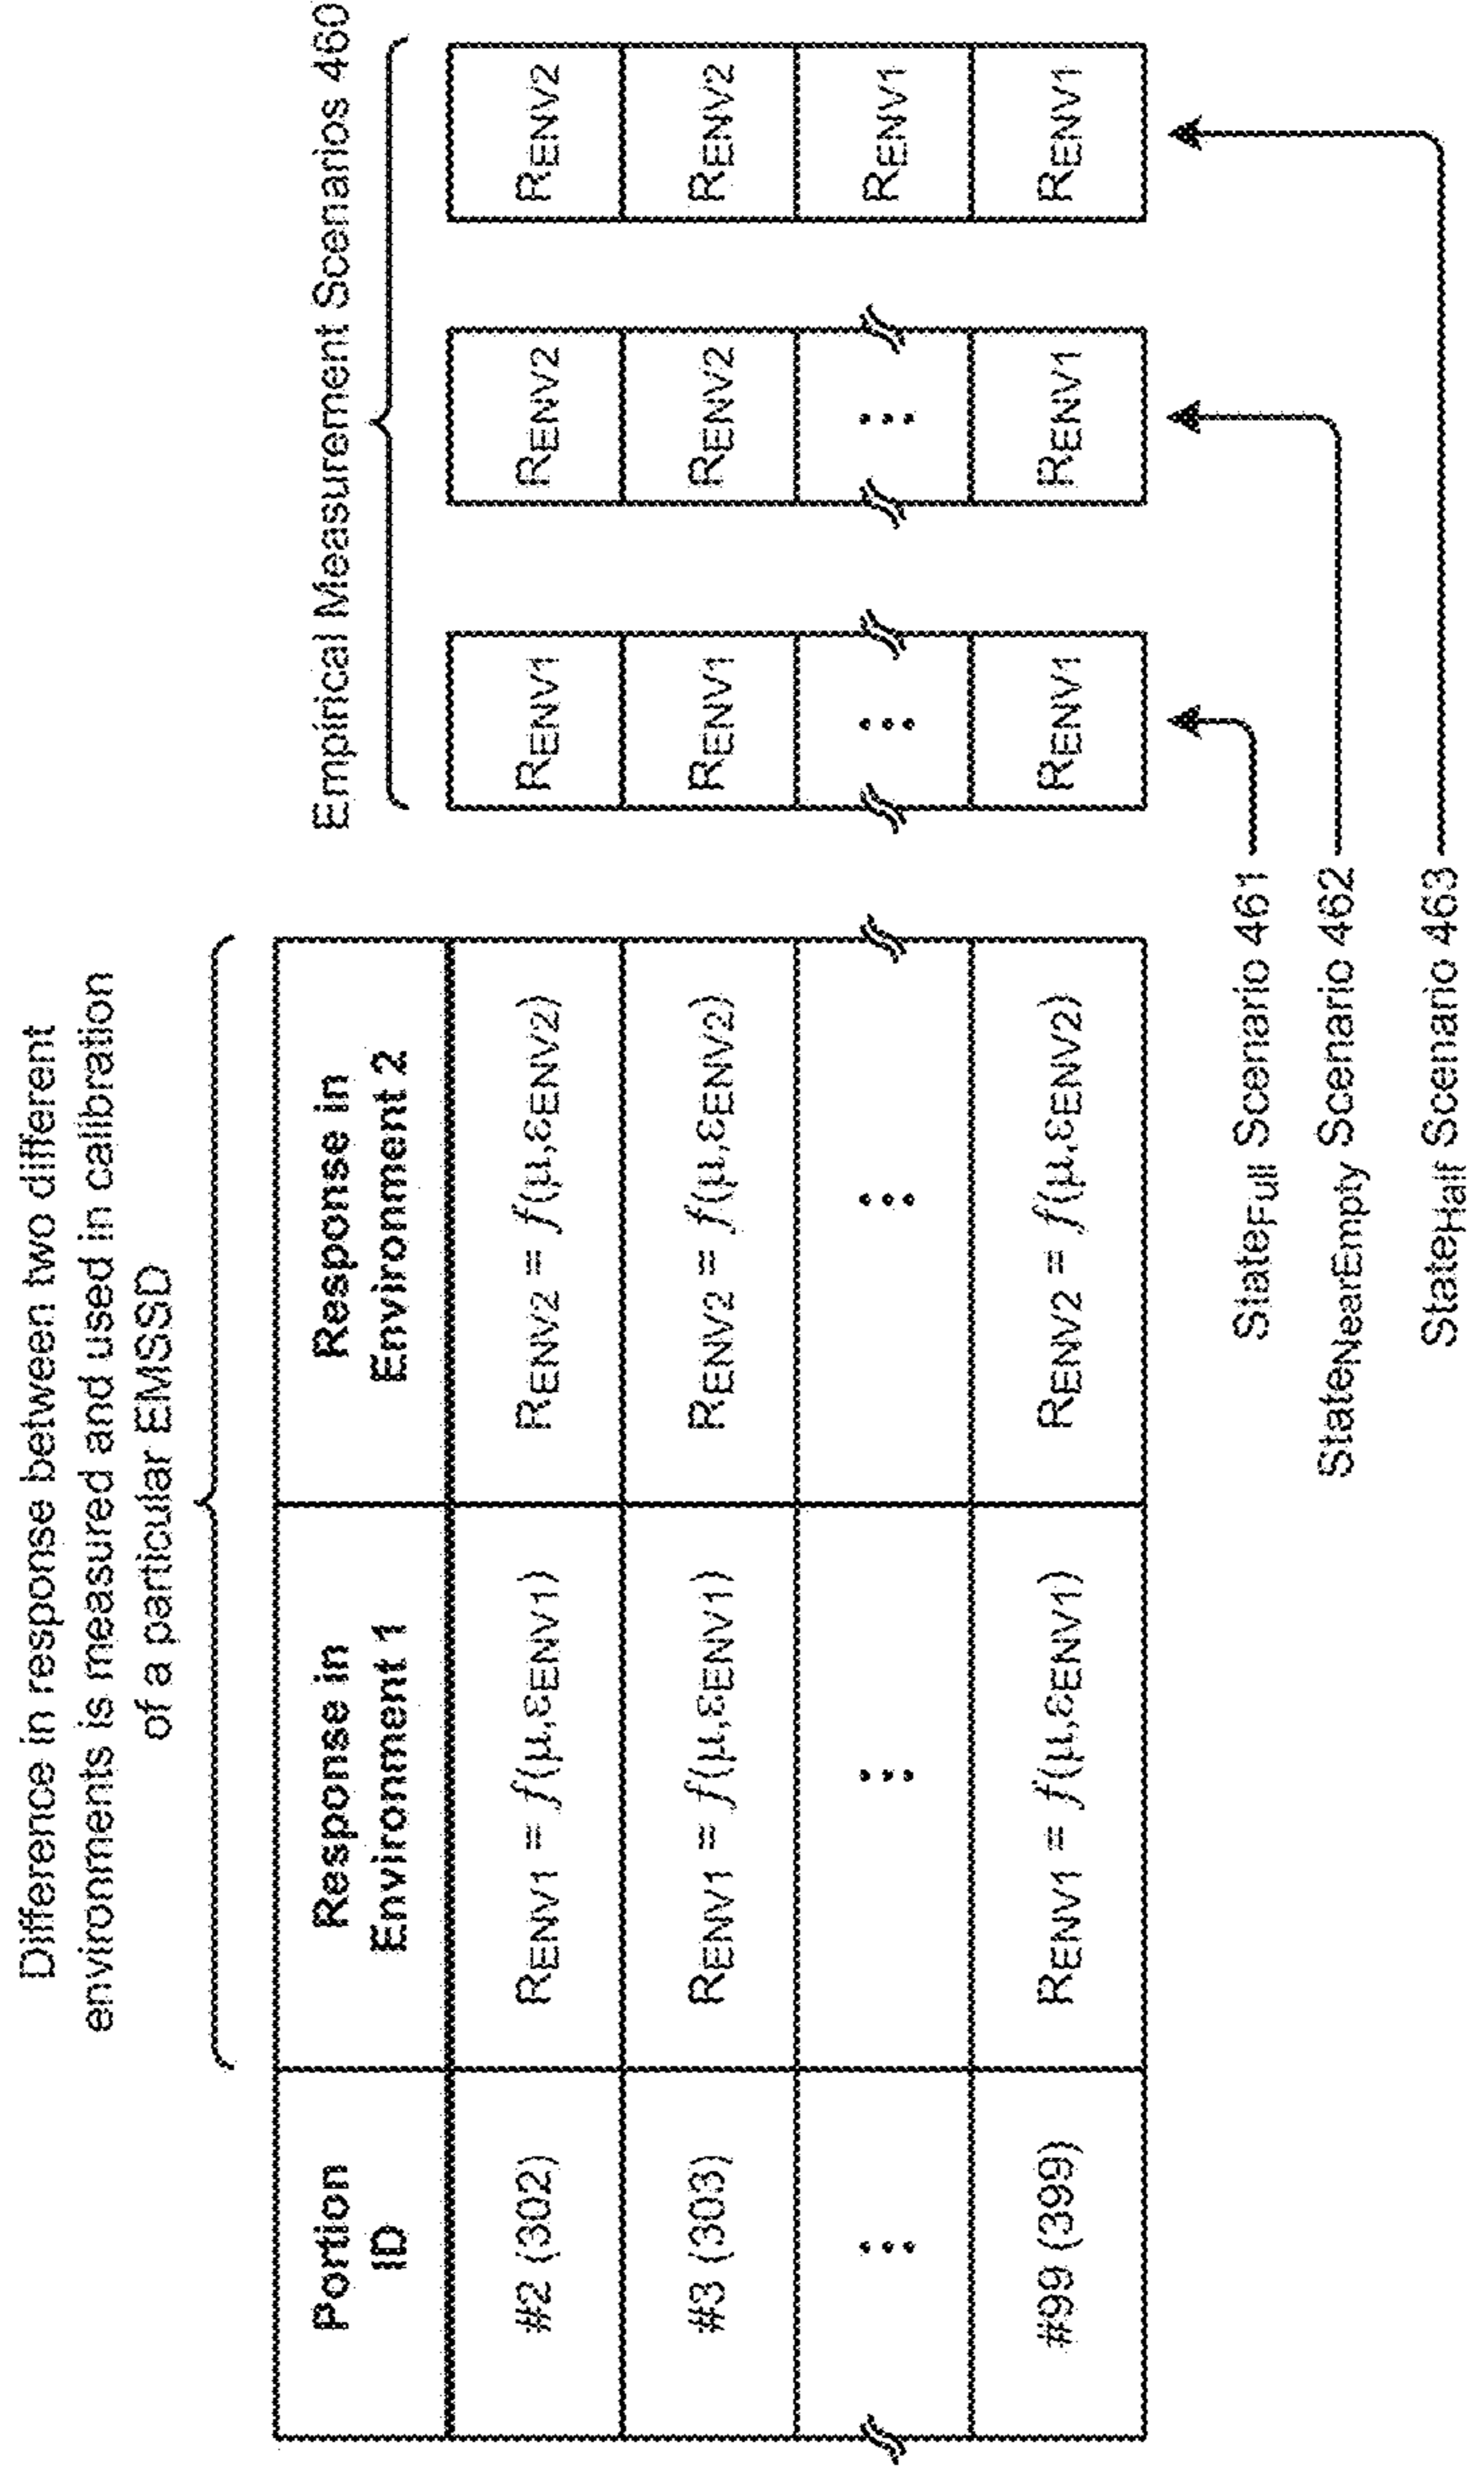 Difference in response between two different
environments is measured and used in calibration
of a particular EMSSD
Empirical Measurement Scenarios 460
Portion
ID
Response in
Environment 1
Response in
Environment 2
#2 (302)
RENV1 = f(μ,εENV1)
RENV2 = f(μ,εENV2)
RENV1
RENV2
RENV2
#3 (303)
RENV1 = f(μ,εENV1)
RENV2 = f(μ,εENV2)
RENV1
RENV2
RENV2
RENV1
#99 (399)
RENV1 = f(μ,εENV1)
RENV2 = f(μ,εENV2)
RENV1
RENV1
RENV1
StateFull Scenario 461
StateNearEmpty Scenario 462
StateHalf Scenario 463